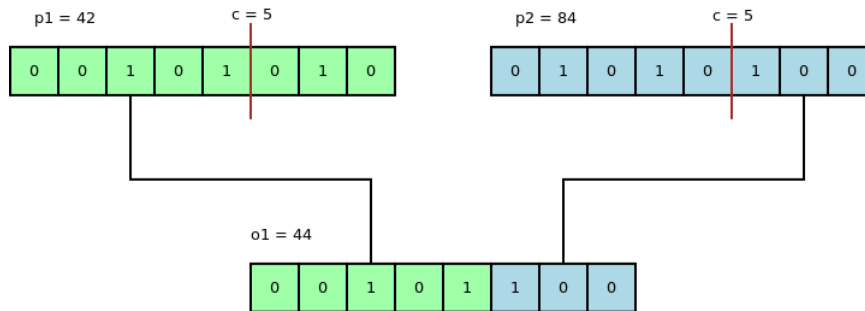 p1 = 42
c = 5
p2 = 84
c = 5
0 0 1 0 1 0 1 0
0 1 0 1 0 1 0 0
o1 = 44
0 0 1 0 1 1 0 0